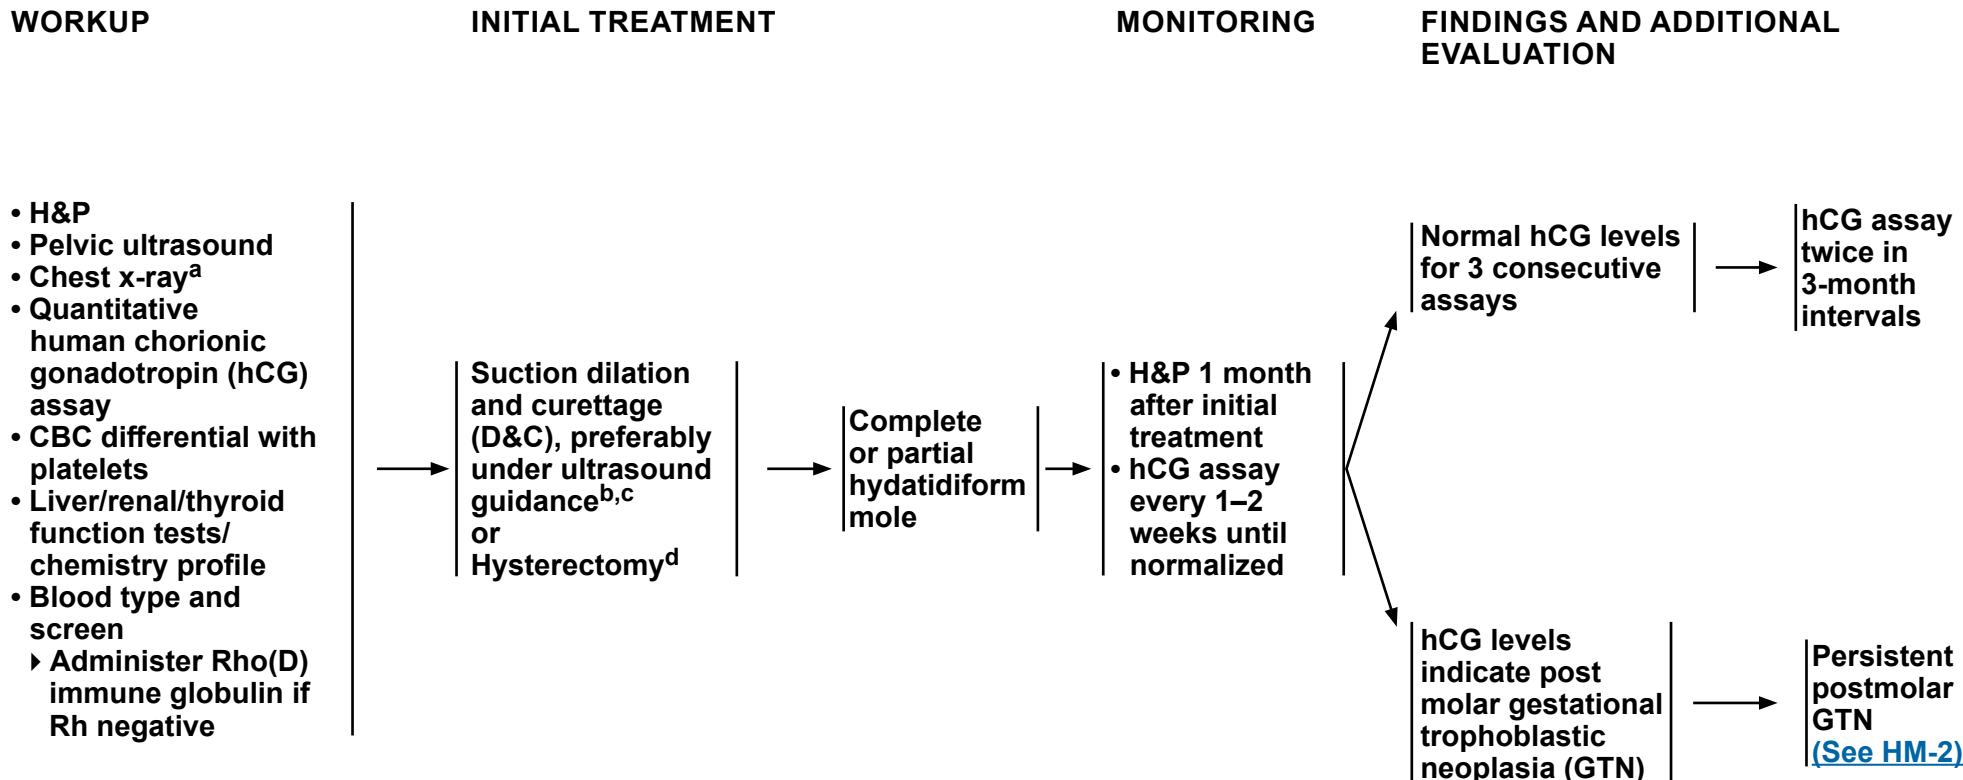 WORKUP
INITIAL TREATMENT
MONITORING
FINDINGS AND ADDITIONAL
EVALUATION
• H&P
• Pelvic ultrasound
• Chest x-rayᵃ
• Quantitative
human chorionic
gonadotropin (hCG)
assay
• CBC differential with
platelets
• Liver/renal/thyroid
function tests/
chemistry profile
• Blood type and
screen
‣ Administer Rho(D)
immune globulin if
Rh negative
Suction dilation
and curettage
(D&C), preferably
under ultrasound
guidanceᵇ,ᶜ
or
Hysterectomyᵈ
Complete
or partial
hydatidiform
mole
• H&P 1 month
after initial
treatment
• hCG assay
every 1–2
weeks until
normalized
Normal hCG levels
for 3 consecutive
assays
hCG assay
twice in
3-month
intervals
hCG levels
indicate post
molar gestational
trophoblastic
neoplasia (GTN)
Persistent
postmolar
GTN
(See HM-2)